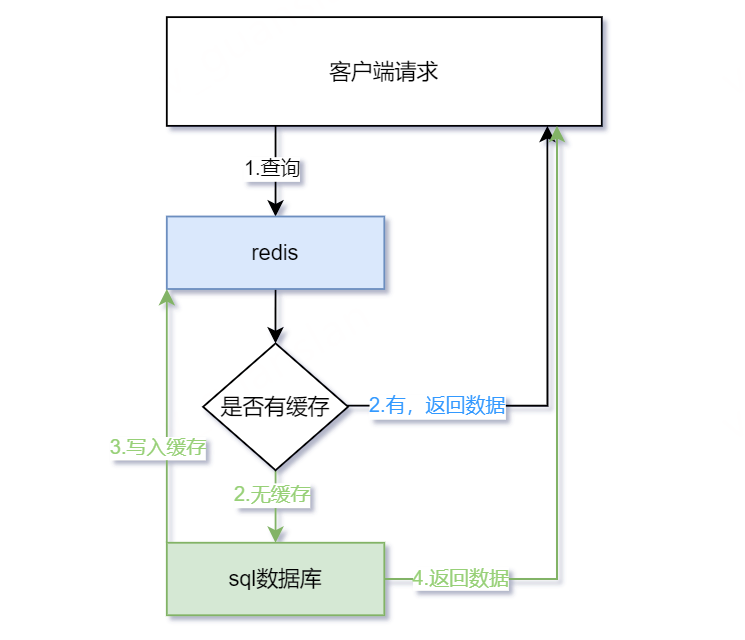 客户端请求
1.查询
redis
是否有缓存
2.有，返回数据
3.写入缓存
2.无缓存
sql数据库
4.返回数据